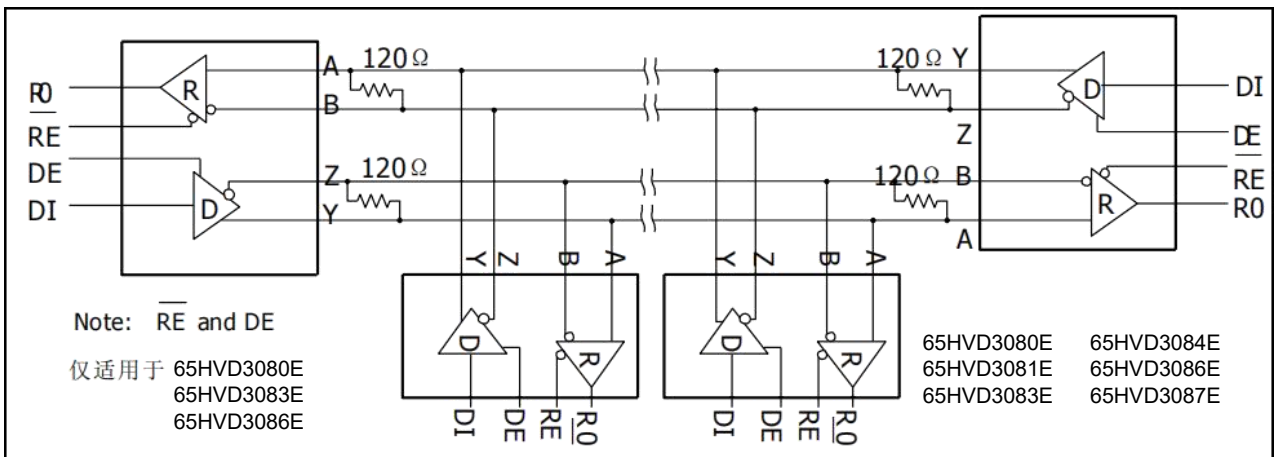 A 120Ω
120Ω Y
R0
R
B
D
DI
RE
Z
DE
DE
Z 120Ω
120Ω B
RE
DI
D
Y
R
R0
A
Y Z B A
Y Z B A
Note: RE and DE
仅适用于 65HVD3080E
65HVD3083E
65HVD3086E
D R
D R
65HVD3080E 65HVD3084E
65HVD3081E 65HVD3086E
65HVD3083E 65HVD3087E
DI DE RE R0
DI DE RE R0